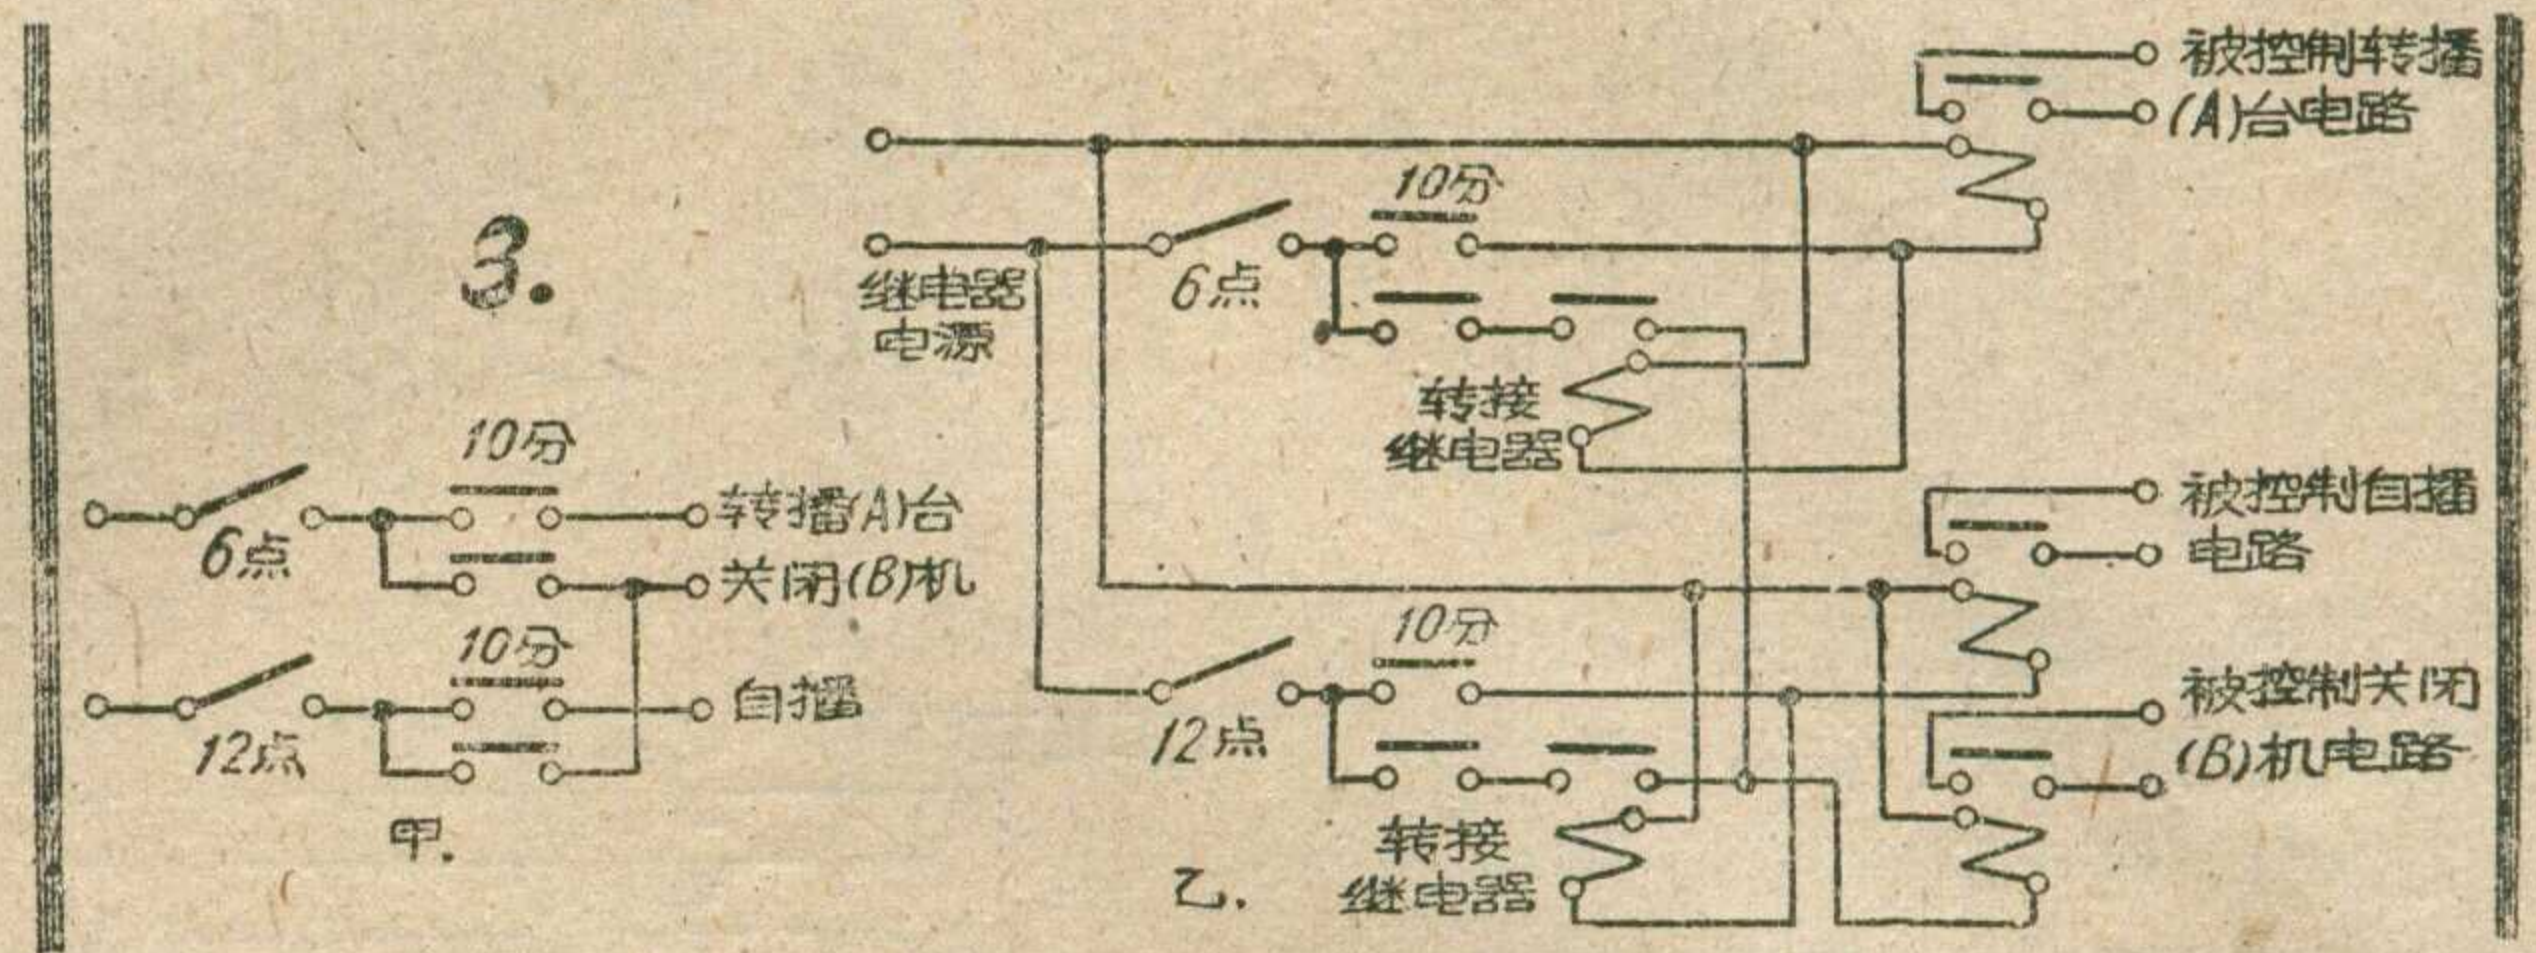 3.
10分
6点
转播(A)台
关闭(B)机
10分
12点
自播
甲.
继电器
电源
10分
6点
转接
继电器
10分
12点
转接
继电器
乙.
被控制转播
(A)台电路
被控制自播
电路
被控制关闭
(B)机电路